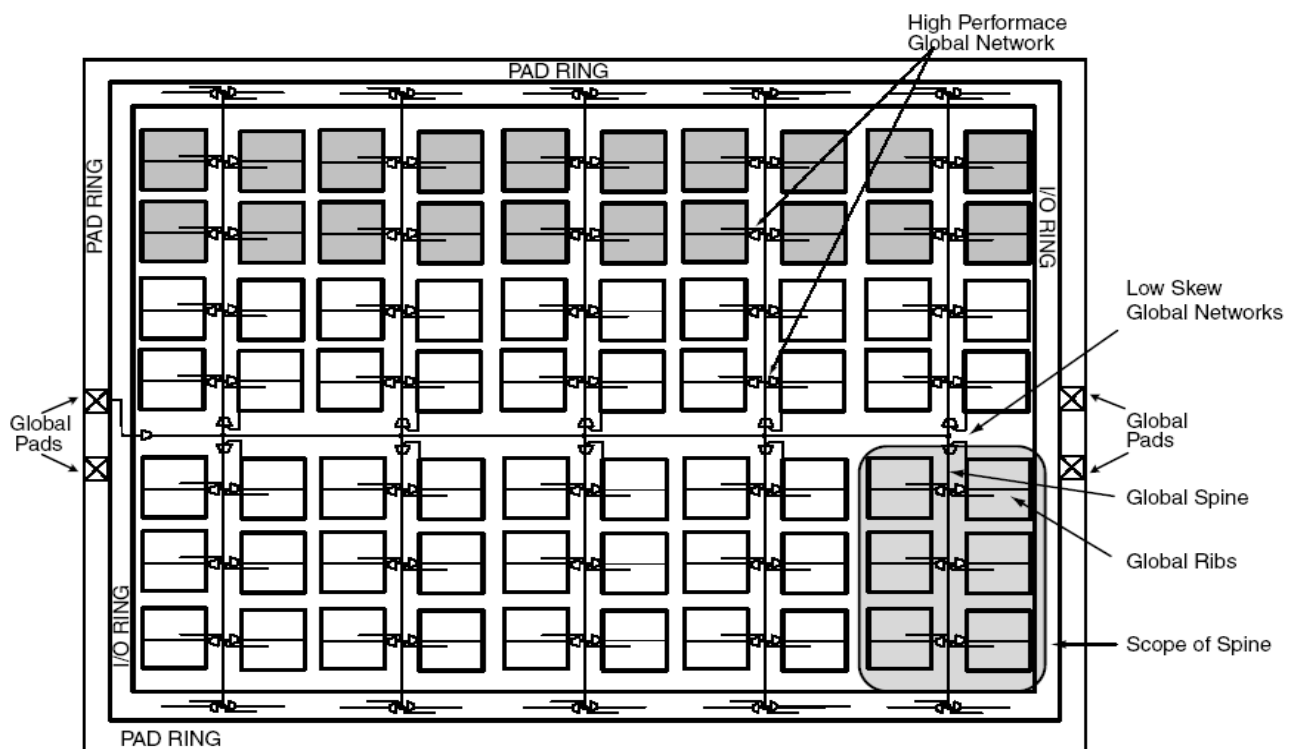 High Performace
Global Network
PAD RING
PAD RING
I/O RING
Low Skew
Global Networks
Global
Pads
Global
Pads
Global Spine
Global Ribs
I/O RING
Scope of Spine
PAD RING